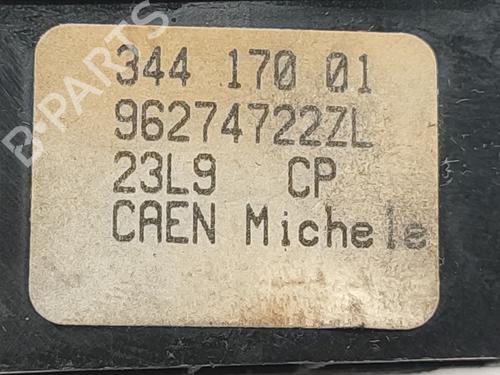 344 170 01
96274722ZL
23L9 CP
CAEN Michele
B-PARTS